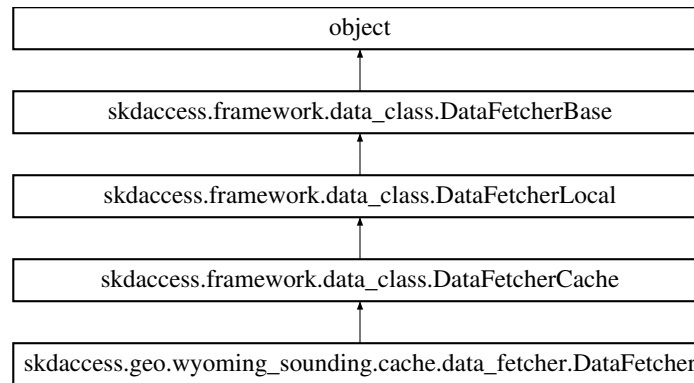 object
skdaccess.framework.data_class.DataFetcherBase
skdaccess.framework.data_class.DataFetcherLocal
skdaccess.framework.data_class.DataFetcherCache
skdaccess.geo.wyoming_sounding.cache.data_fetcher.DataFetcher